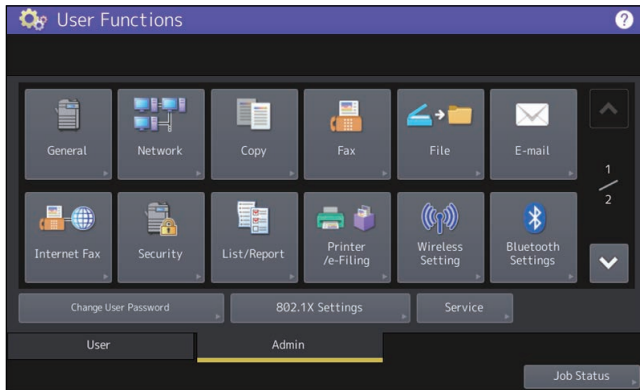 User Functions
?
General
Network
Copy
Fax
File
E-mail
1
2
Internet Fax
Security
List/Report
Printer
/e-Filing
Wireless
Setting
Bluetooth
Settings
Change User Password
802.1X Settings
Service
User
Admin
Job Status